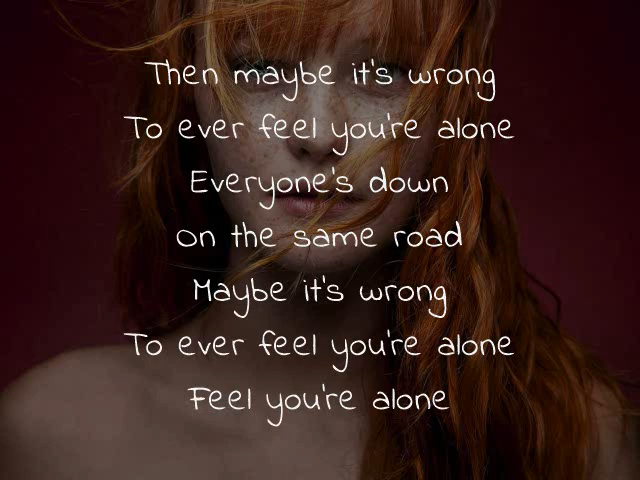 Then maybe it's wrong
To ever feel you're alone
Everyone's down
on the same road
Maybe it's wrong
To ever feel you're alone
Feel you're alone